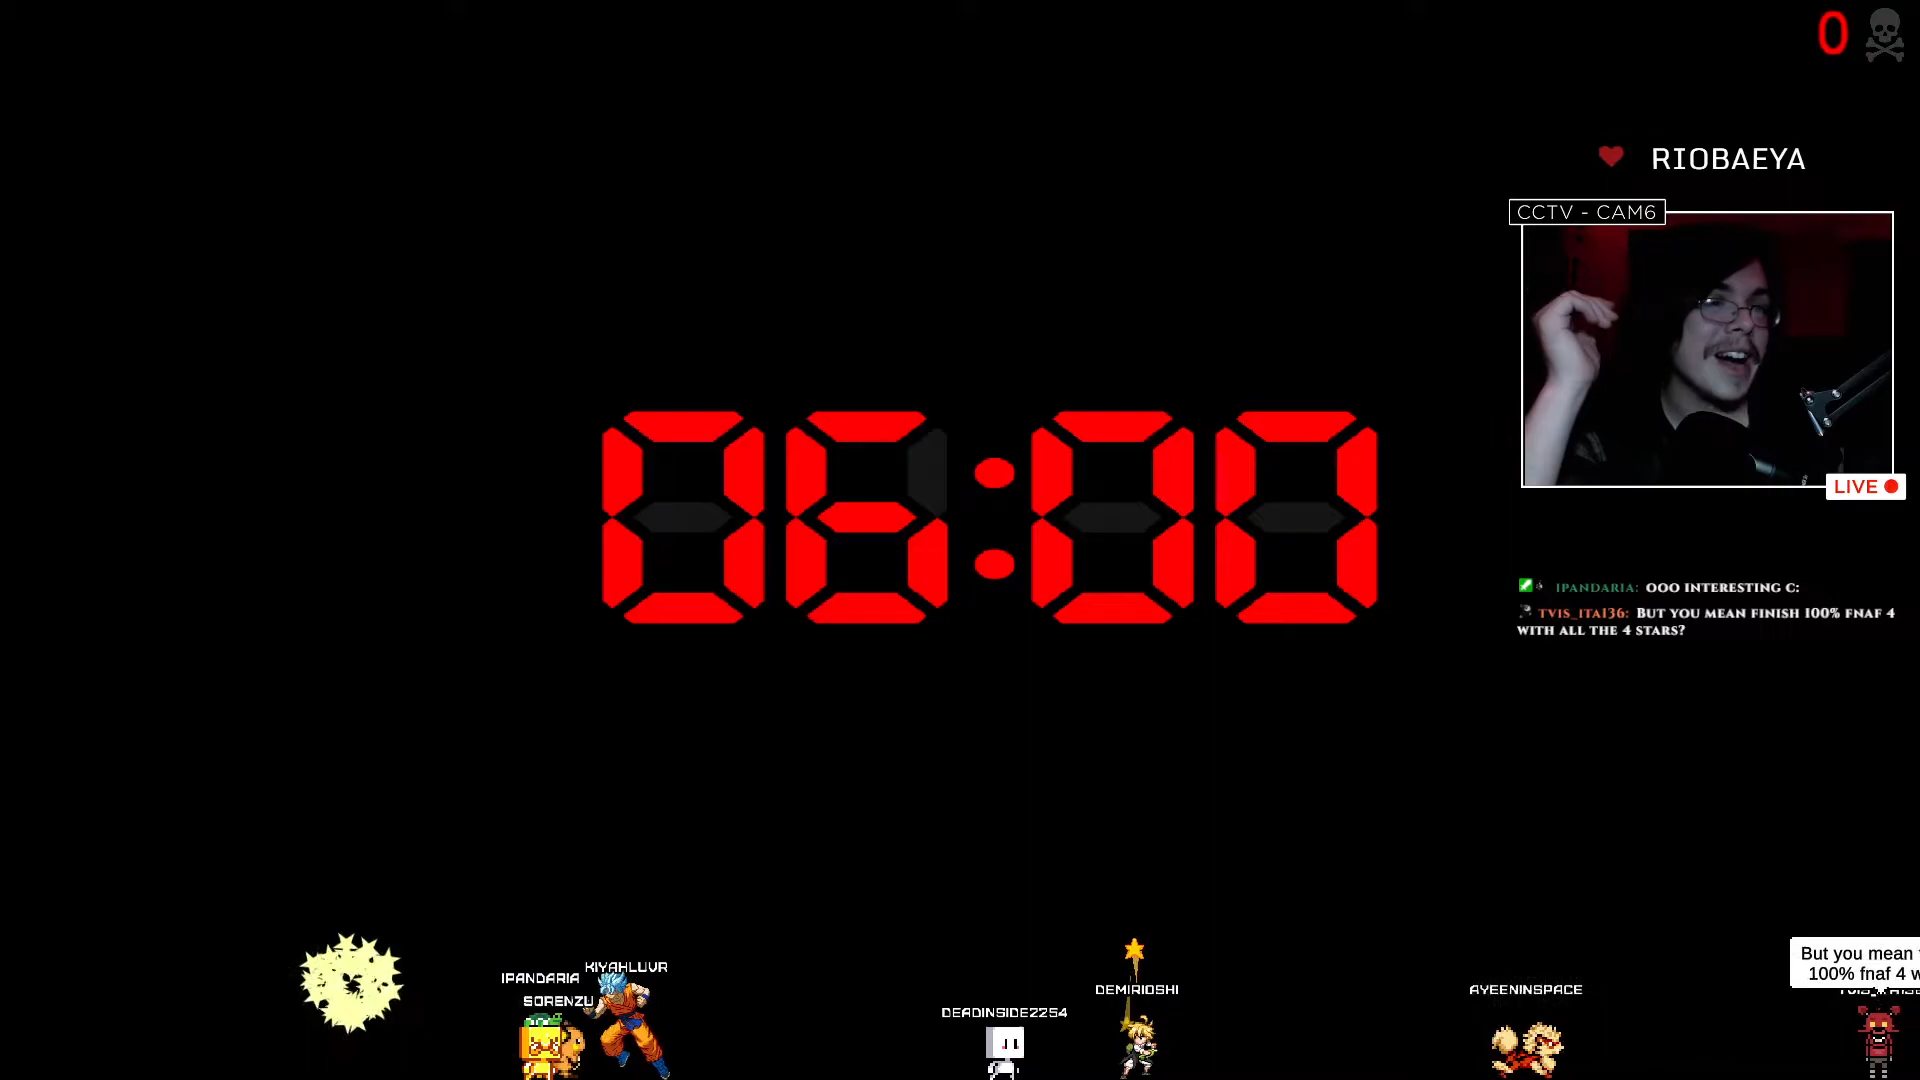 0
RIOBAEYA
CCTV - CAM6
LIVE
06:00
IPANDARIA: OOO INTERESTING C:
TVIS_ITA136: BUT YOU MEAN FINISH 100% FNAF 4
WITH ALL THE 4 STARS?
But you mean
100% fnaf 4 w
KIYAHLUVR
IPANDARIA
SORENZU
DEADINSIDE2254
DEMIRIOSHI
AYEENINSPACE